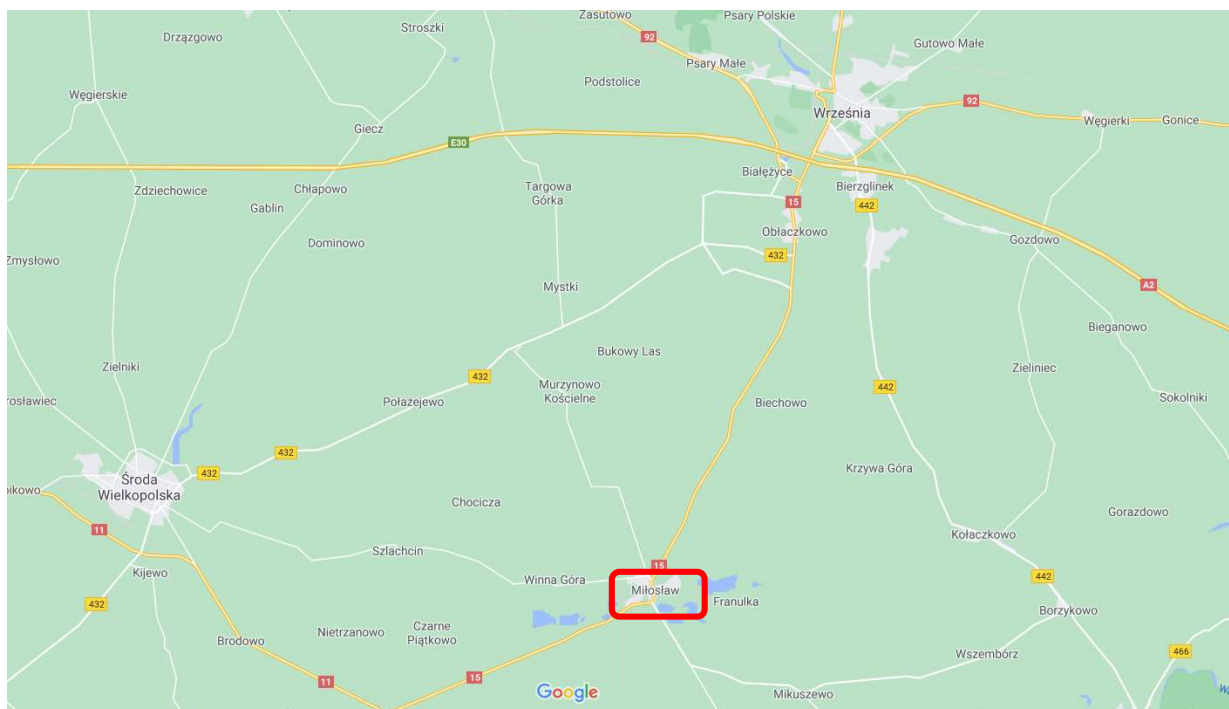 Zasutowo
Psary Polskie
Stroszki
Drzązgowo
92
Gutowo Małe
Psary Małe
Podstolice
Węgierskie
92
Września
Węgierki
Gonice
Giecz
E30
Białężyce
Zdziechowice
Chłapowo
Targowa
Górka
Bierzglinek
Gablin
15
442
Obłaczkowo
Dominowo
Gozdowo
432
Zmysłowo
Mystki
A2
Bieganowo
Bukowy Las
Zielniki
Zieliniec
432
Murzynowo
Kościelne
442
rosławiec
Połażejewo
Biechowo
Sokolniki
432
Krzywa Góra
432
Środa
Wielkopolska
Chocicza
Gorazdowo
11
Kołaczkowo
Szlachcin
15
Kijewo
Winna Góra
442
Miłosław
432
Franulka
Borzykowo
Nietrzanowo
Czarne
Piątkowo
Brodowo
466
Wszembórz
15
11
Google
Mikuszewo